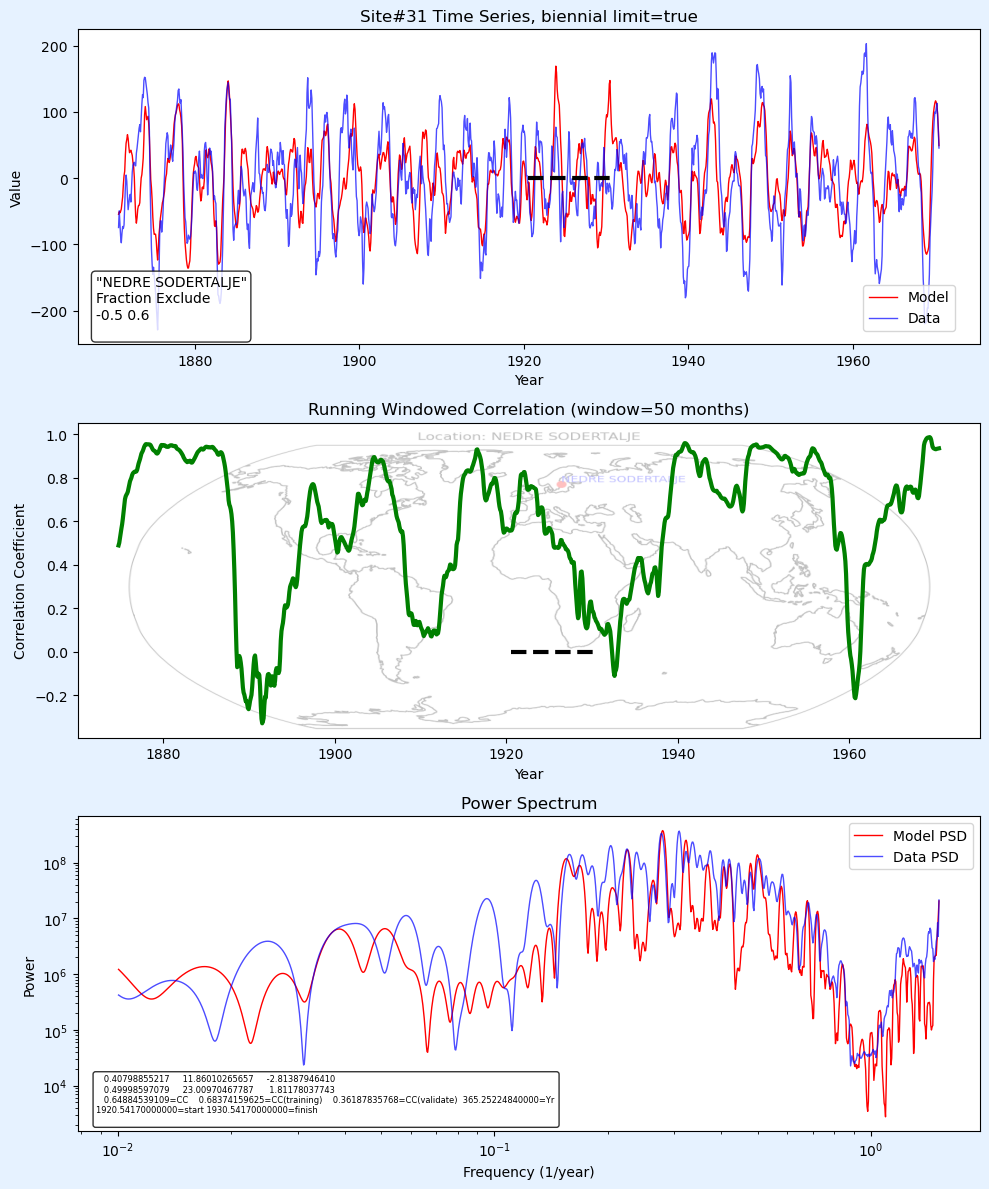 Site#31 Time Series, biennial limit=true
Value
200
100
0
−100
−200
"NEDRE SODERTALJE"
Fraction Exclude
-0.5 0.6
Model
Data
1880
1900
1920
1940
1960
Year
Running Windowed Correlation (window=50 months)
Correlation Coefficient
1.0
0.8
0.6
0.4
0.2
0.0
−0.2
Location: NEDRE SODERTALJE
NEDRE SODERTALJE
1880
1900
1920
1940
1960
Year
Power Spectrum
Power
10⁸
10⁷
10⁶
10⁵
10⁴
Model PSD
Data PSD
0.40798855217 11.86010265657 -2.81387946410
0.49998597079 23.00970467787 1.81178037743
0.64884539109=CC 0.68374159625=CC(training) 0.36187835768=CC(validate) 365.25224840000=Yr
1920.54170000000=start 1930.54170000000=finish
10⁻²
10⁻¹
10⁰
Frequency (1/year)